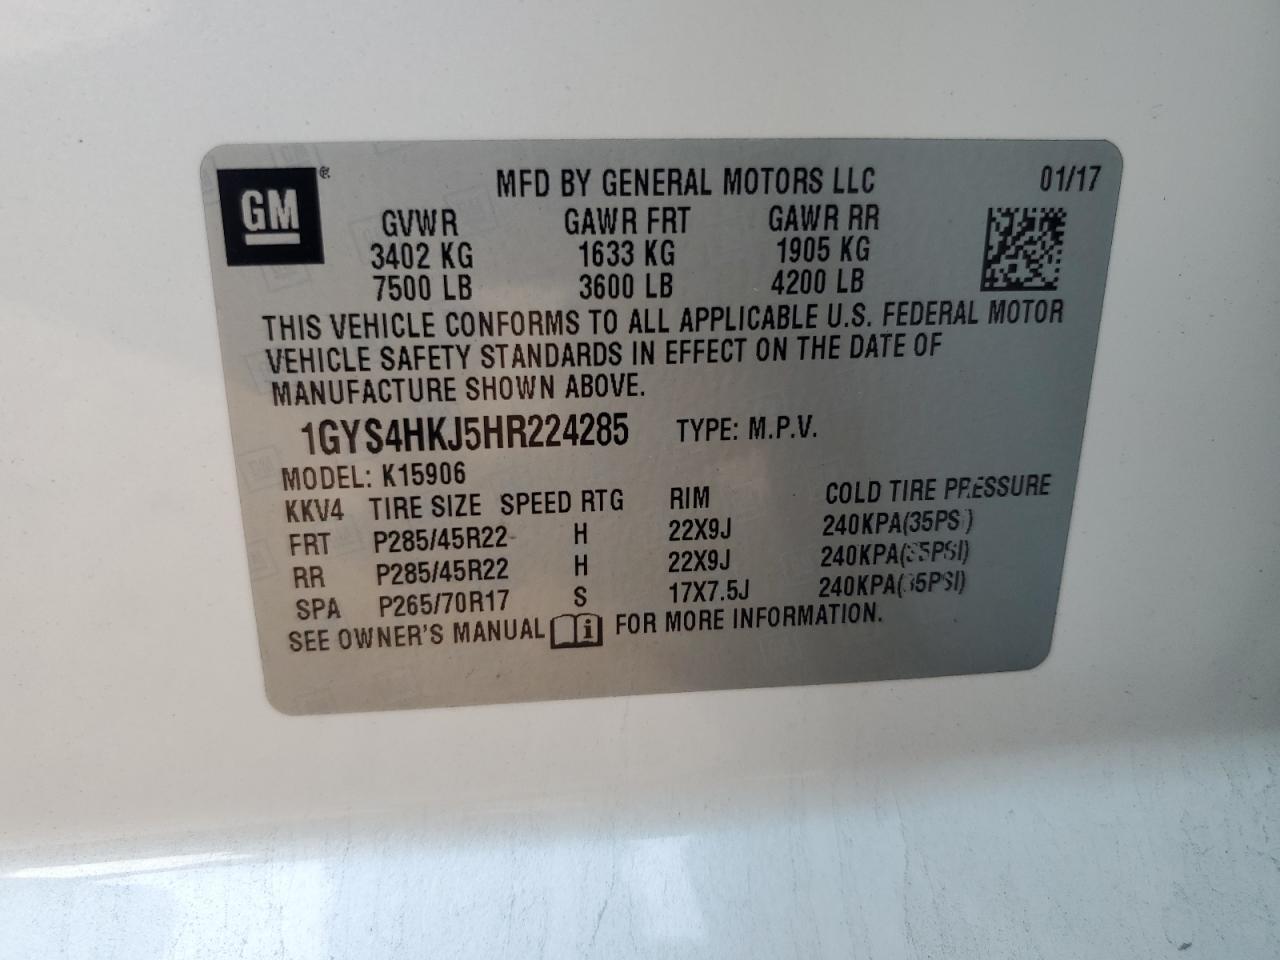 GM ® MFD BY GENERAL MOTORS LLC 01/17
GVWR GAWR FRT GAWR RR
3402 KG 1633 KG 1905 KG
7500 LB 3600 LB 4200 LB
THIS VEHICLE CONFORMS TO ALL APPLICABLE U.S. FEDERAL MOTOR
VEHICLE SAFETY STANDARDS IN EFFECT ON THE DATE OF
MANUFACTURE SHOWN ABOVE.
1GYS4HKJ5HR224285 TYPE: M.P.V.
MODEL: K15906
KKV4 TIRE SIZE SPEED RTG RIM COLD TIRE PRESSURE
FRT P285/45R22 H 22X9J 240KPA(35PSI)
RR P285/45R22 H 22X9J 240KPA(35PSI)
SPA P265/70R17 S 17X7.5J 240KPA(35PSI)
SEE OWNER'S MANUAL i FOR MORE INFORMATION.